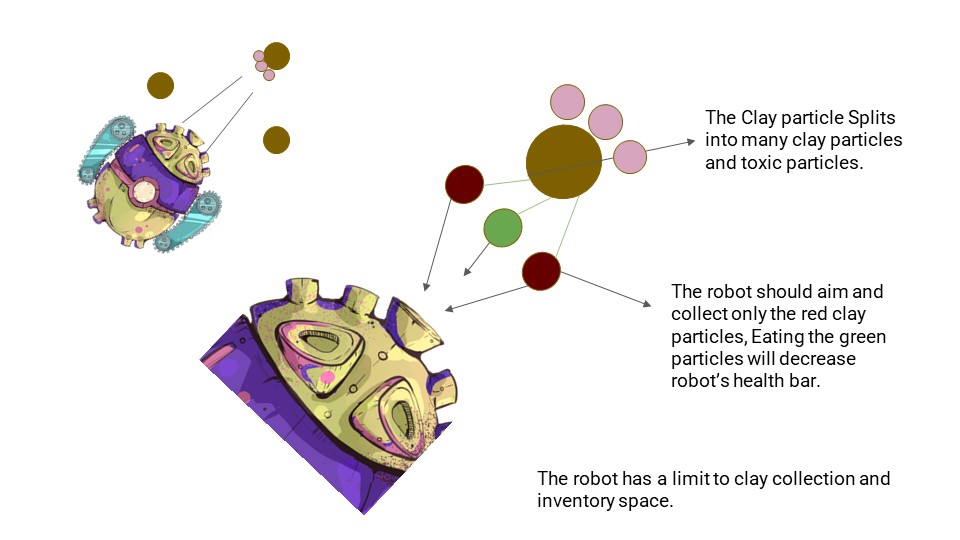 The Clay particle Splits
into many clay particles
and toxic particles.
The robot should aim and
collect only the red clay
particles, Eating the green
particles will decrease
robot's health bar.
The robot has a limit to clay collection and
inventory space.